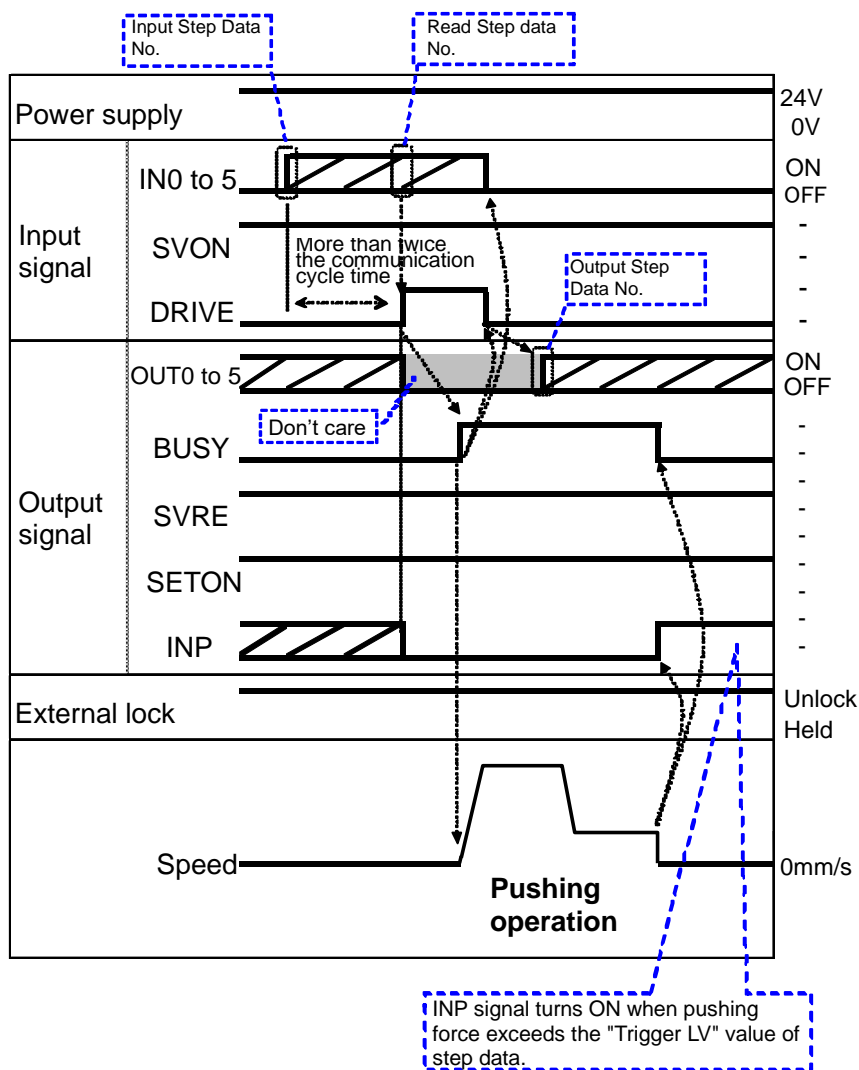 Input Step Data
No.
Read Step data
No.
Power supply
24V
0V
Input
signal
IN0 to 5
ON
OFF
SVON
-
-
More than twice
the communication
cycle time
Output Step
Data No.
DRIVE
-
-
Output
signal
OUT0 to 5
ON
OFF
Don't care
BUSY
-
-
SVRE
-
-
SETON
-
-
INP
-
-
External lock
Unlock
Held
Speed
0mm/s
Pushing
operation
INP signal turns ON when pushing
force exceeds the "Trigger LV" value of
step data.